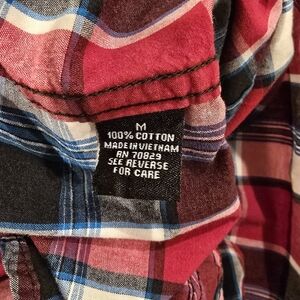 M
100% COTTON
MADE IN VIETNAM
RN 70829
SEE REVERSE
FOR CARE